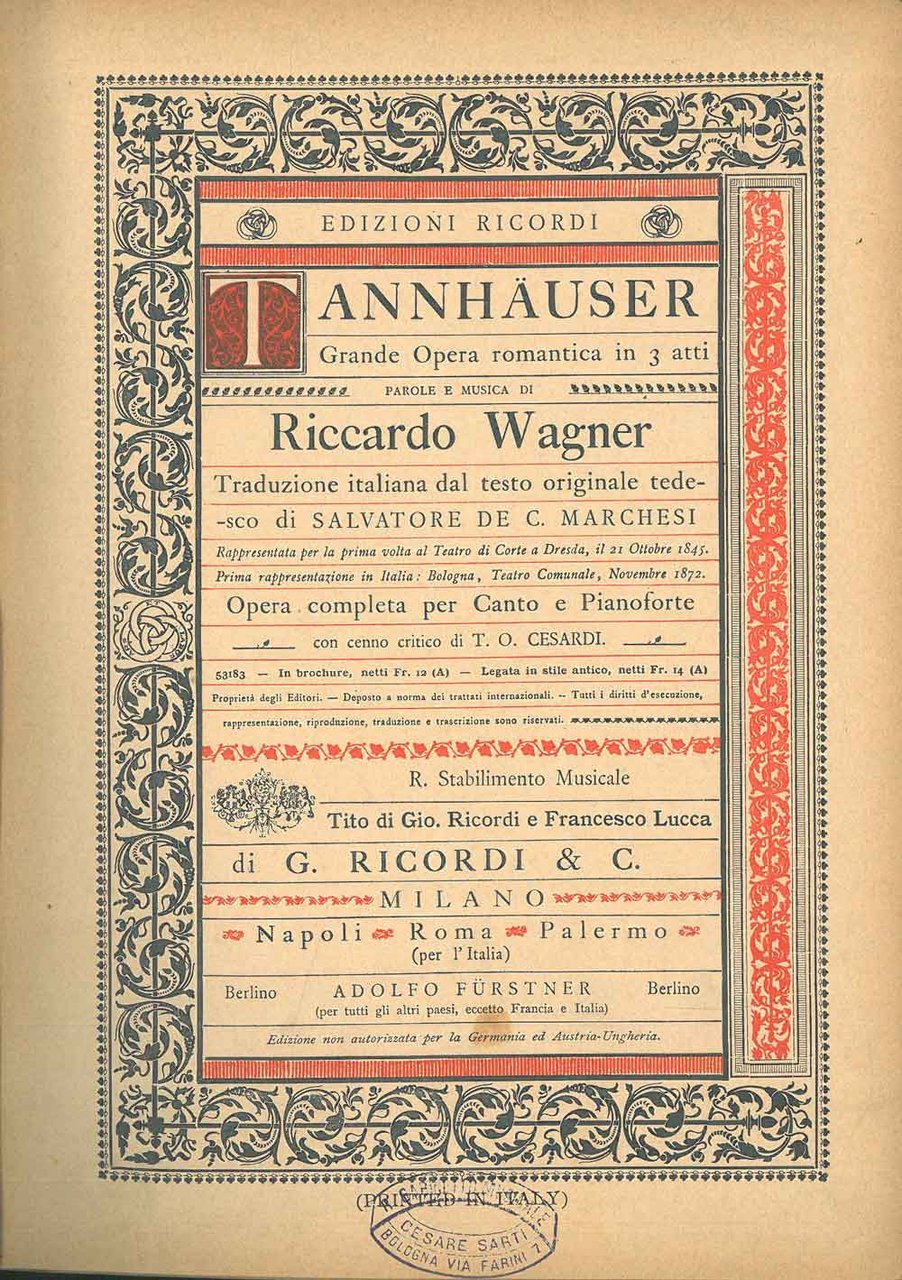 EDIZIONI RICORDI
TANNHÄUSER
Grande Opera romantica in 3 atti
PAROLE E MUSICA DI
Riccardo Wagner
Traduzione italiana dal testo originale tede-
-sco di SALVATORE DE C. MARCHESI
Rappresentata per la prima volta al Teatro di Corte a Dresda, il 21 Ottobre 1845.
Prima rappresentazione in Italia: Bologna, Teatro Comunale, Novembre 1872.
Opera completa per Canto e Pianoforte
con cenno critico di T. O. CESARDI.
53183 — In brochure, netti Fr. 12 (A) — Legata in stile antico, netti Fr. 14 (A)
Proprietà degli Editori. — Deposto a norma dei trattati internazionali. — Tutti i diritti d'esecuzione,
rappresentazione, riproduzione, traduzione e trascrizione sono riservati.
R. Stabilimento Musicale
Tito di Gio. Ricordi e Francesco Lucca
di G. RICORDI & C.
MILANO
Napoli Roma Palermo
(per l'Italia)
Berlino ADOLFO FÜRSTNER Berlino
(per tutti gli altri paesi, eccetto Francia e Italia)
Edizione non autorizzata per la Germania ed Austria-Ungheria.
(PRINTED IN ITALY)
CESARE SARTI
BOLOGNA VIA FARINI 7